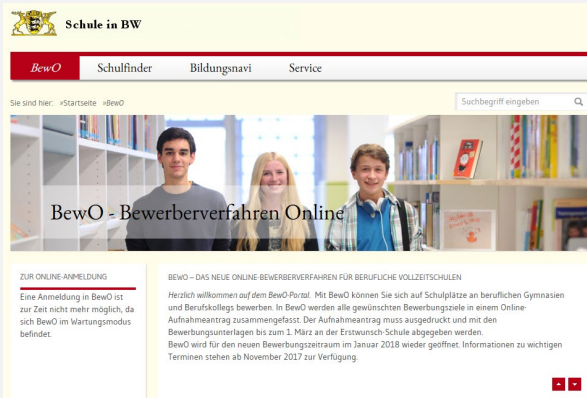 Schule in BW
BewO Schulfinder Bildungsnavi Service
Sie sind hier: »Startseite »BewO
Suchbegriff eingeben
BewO - Bewerberverfahren Online
ZUR ONLINE-ANMELDUNG
Eine Anmeldung in BewO ist
zur Zeit nicht mehr möglich, da
sich BewO im Wartungsmodus
befindet.
BEWO – DAS NEUE ONLINE-BEWERBERVERFAHREN FÜR BERUFLICHE VOLLZEITSCHULEN
Herzlich willkommen auf dem BewO-Portal. Mit BewO können Sie sich auf Schulplätze an beruflichen Gymnasien
und Berufskollegs bewerben. In BewO werden alle gewünschten Bewerbungsziele in einem Online-
Aufnahmeantrag zusammengefasst. Der Aufnahmeantrag muss ausgedruckt und mit den
Bewerbungsunterlagen bis zum 1. März an der Erstwunsch-Schule abgegeben werden.
BewO wird für den neuen Bewerbungszeitraum im Januar 2018 wieder geöffnet. Informationen zu wichtigen
Terminen stehen ab November 2017 zur Verfügung.